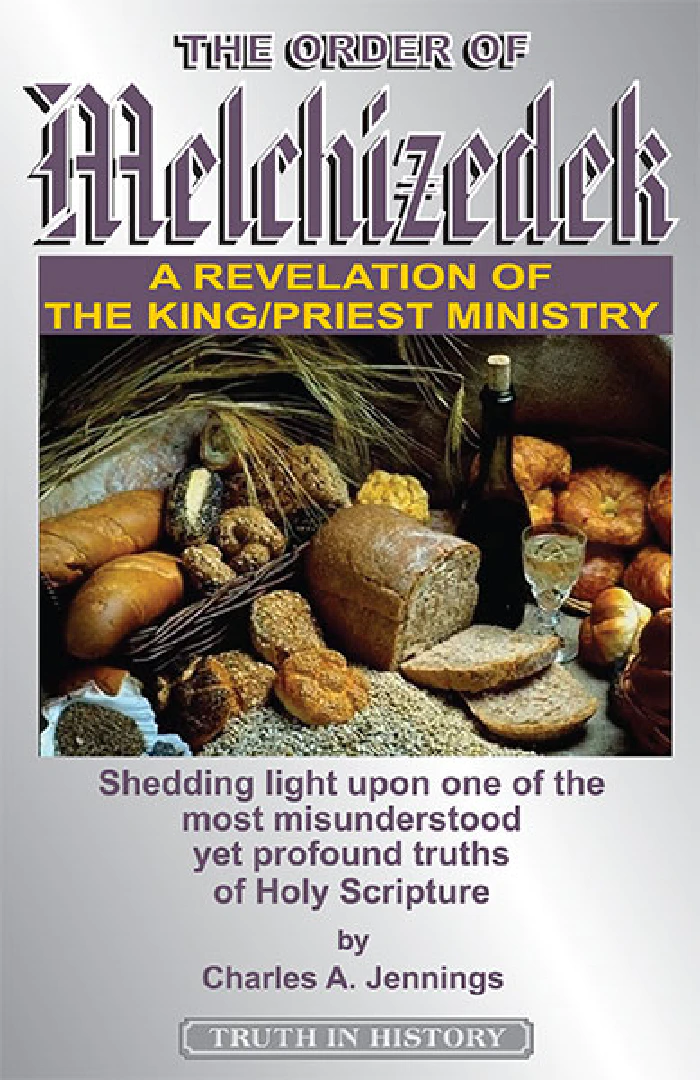 THE ORDER OF
Melchizedek
A REVELATION OF
THE KING/PRIEST MINISTRY
Shedding light upon one of the
most misunderstood
yet profound truths
of Holy Scripture
by
Charles A. Jennings
TRUTH IN HISTORY